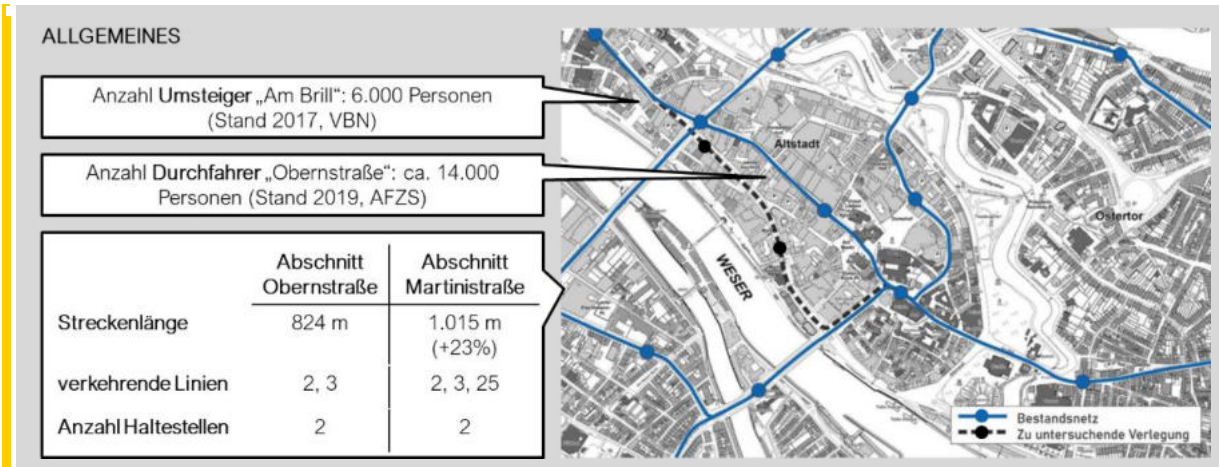 ALLGEMEINES
Anzahl Umsteiger „Am Brill“: 6.000 Personen
(Stand 2017, VBN)
Anzahl Durchfahrer „Obernstraße“: ca. 14.000
Personen (Stand 2019, AFZS)
Abschnitt Obernstraße
Abschnitt Martinistraße
Streckenlänge
824 m
1.015 m
(+23%)
verkehrende Linien
2, 3
2, 3, 25
Anzahl Haltestellen
2
2
Altstadt
Ostertor
WESER
Bestandsnetz
Zu untersuchende Verlegung